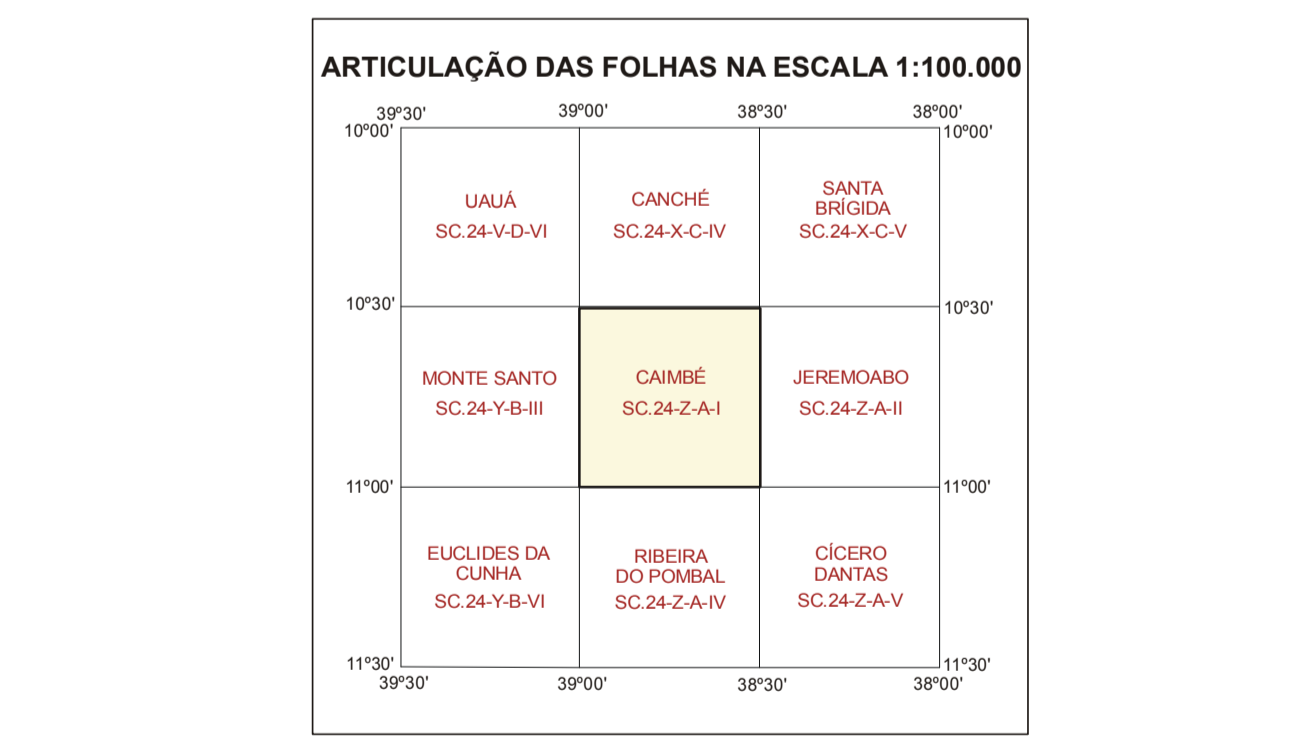 ARTICULAÇÃO DAS FOLHAS NA ESCALA 1:100.000
39º30' 39º00' 38º30' 38º00'
10º00' 10º00'
UAUÁ
SC.24-V-D-VI
CANCHÉ
SC.24-X-C-IV
SANTA
BRÍGIDA
SC.24-X-C-V
10º30' 10º30'
MONTE SANTO
SC.24-Y-B-III
CAIMBÉ
SC.24-Z-A-I
JEREMOABO
SC.24-Z-A-II
11º00' 11º00'
EUCLIDES DA
CUNHA
SC.24-Y-B-VI
RIBEIRA
DO POMBAL
SC.24-Z-A-IV
CÍCERO
DANTAS
SC.24-Z-A-V
11º30' 11º30'
39º30' 39º00' 38º30' 38º00'